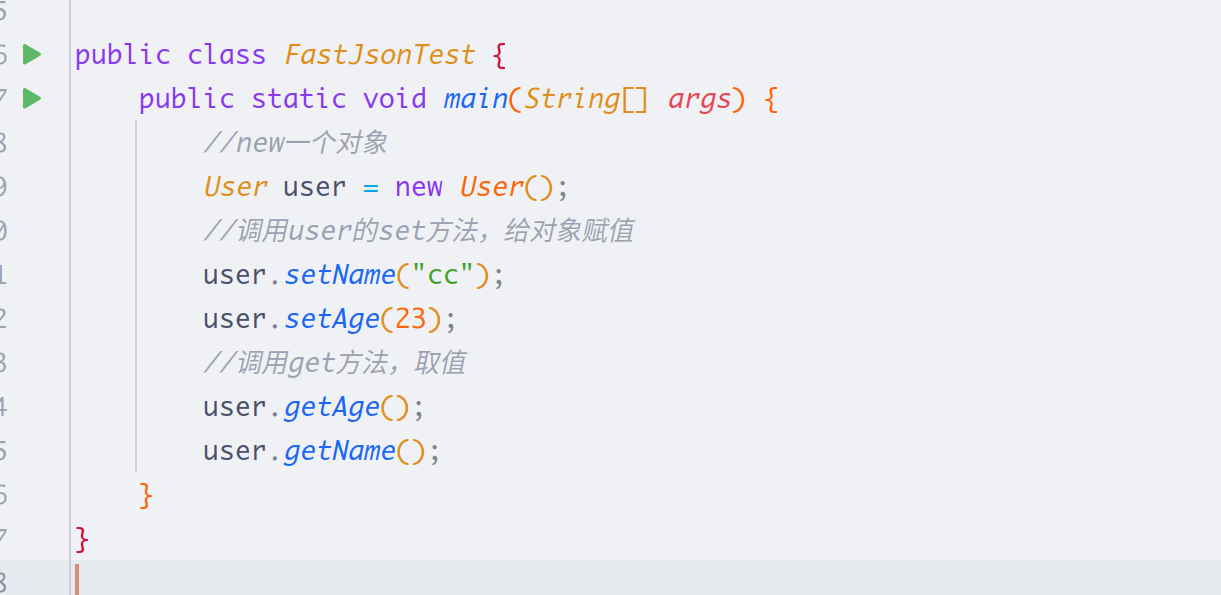 5
6 public class FastJsonTest {
7 public static void main(String[] args) {
8 //new一个对象
9 User user = new User();
0 //调用user的set方法，给对象赋值
1 user.setName("cc");
2 user.setAge(23);
3 //调用get方法，取值
4 user.getAge();
5 user.getName();
6 }
7 }
8